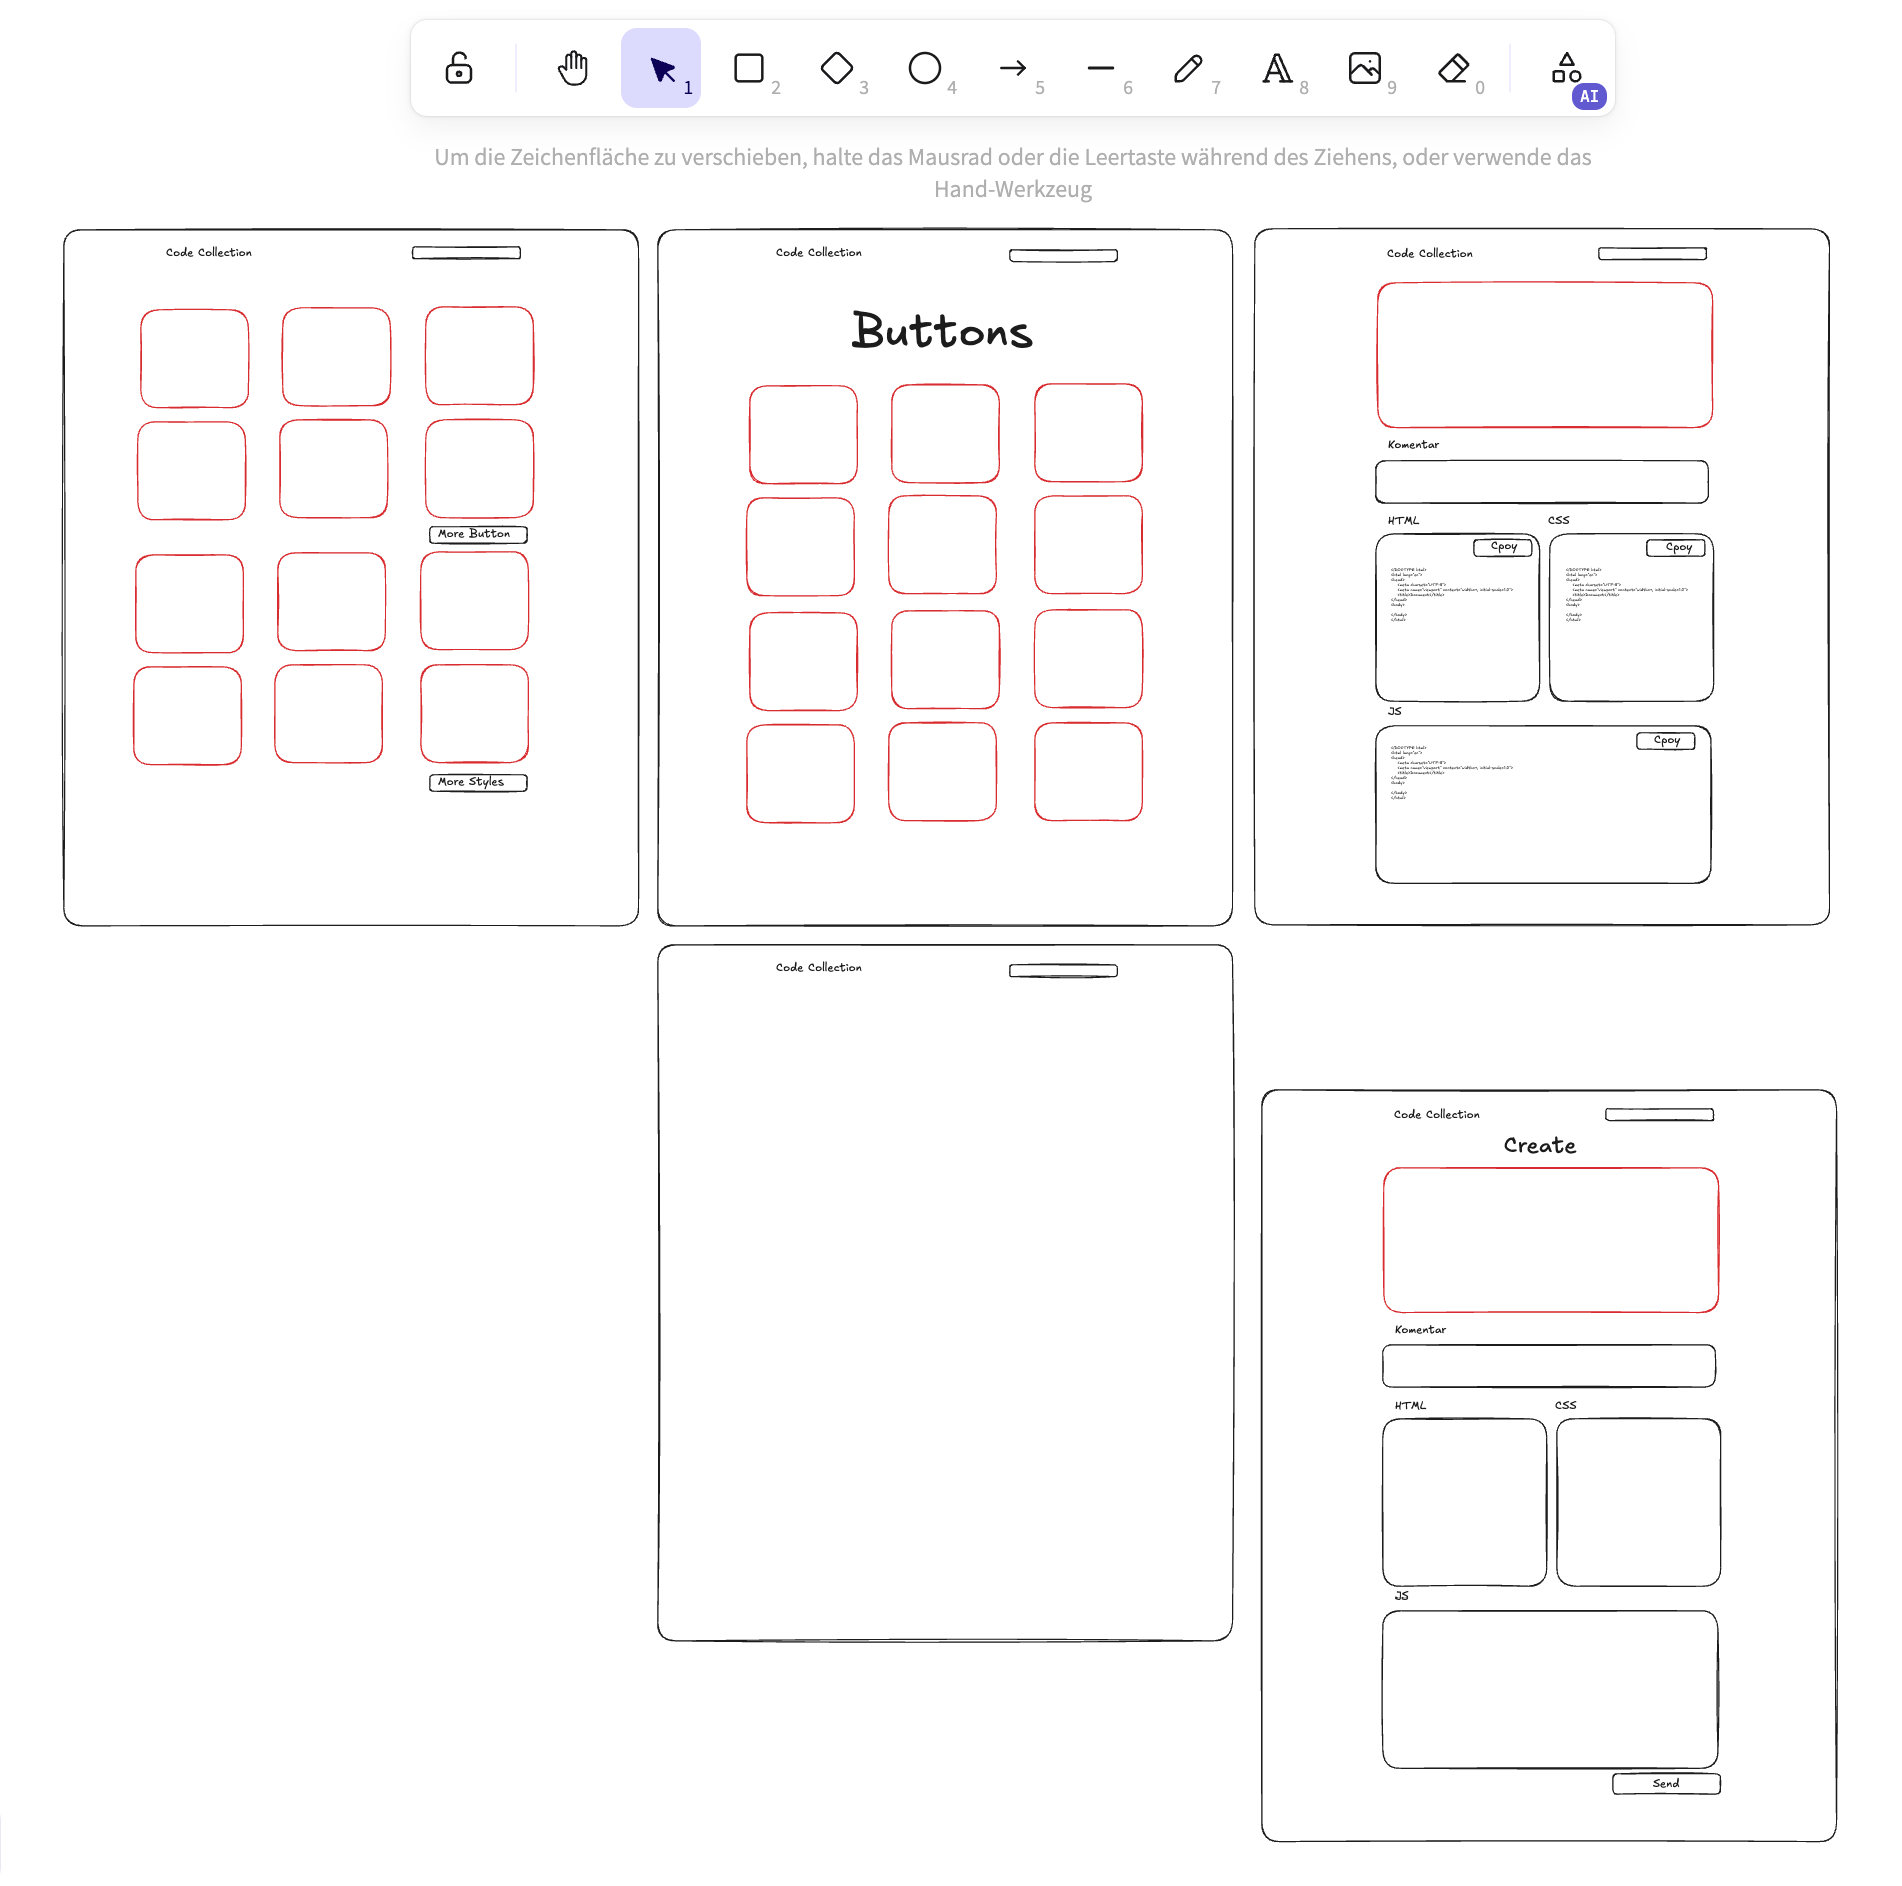 1
2
3
4
5
6
7
8
9
0
AI
Um die Zeichenfläche zu verschieben, halte das Mausrad oder die Leertaste während des Ziehens, oder verwende das
Hand-Werkzeug
Code Collection
More Button
More Styles
Code Collection
Buttons
Code Collection
Komentar
HTML
CSS
Cpoy
Cpoy
JS
Cpoy
Code Collection
Code Collection
Create
Komentar
HTML
CSS
JS
Send